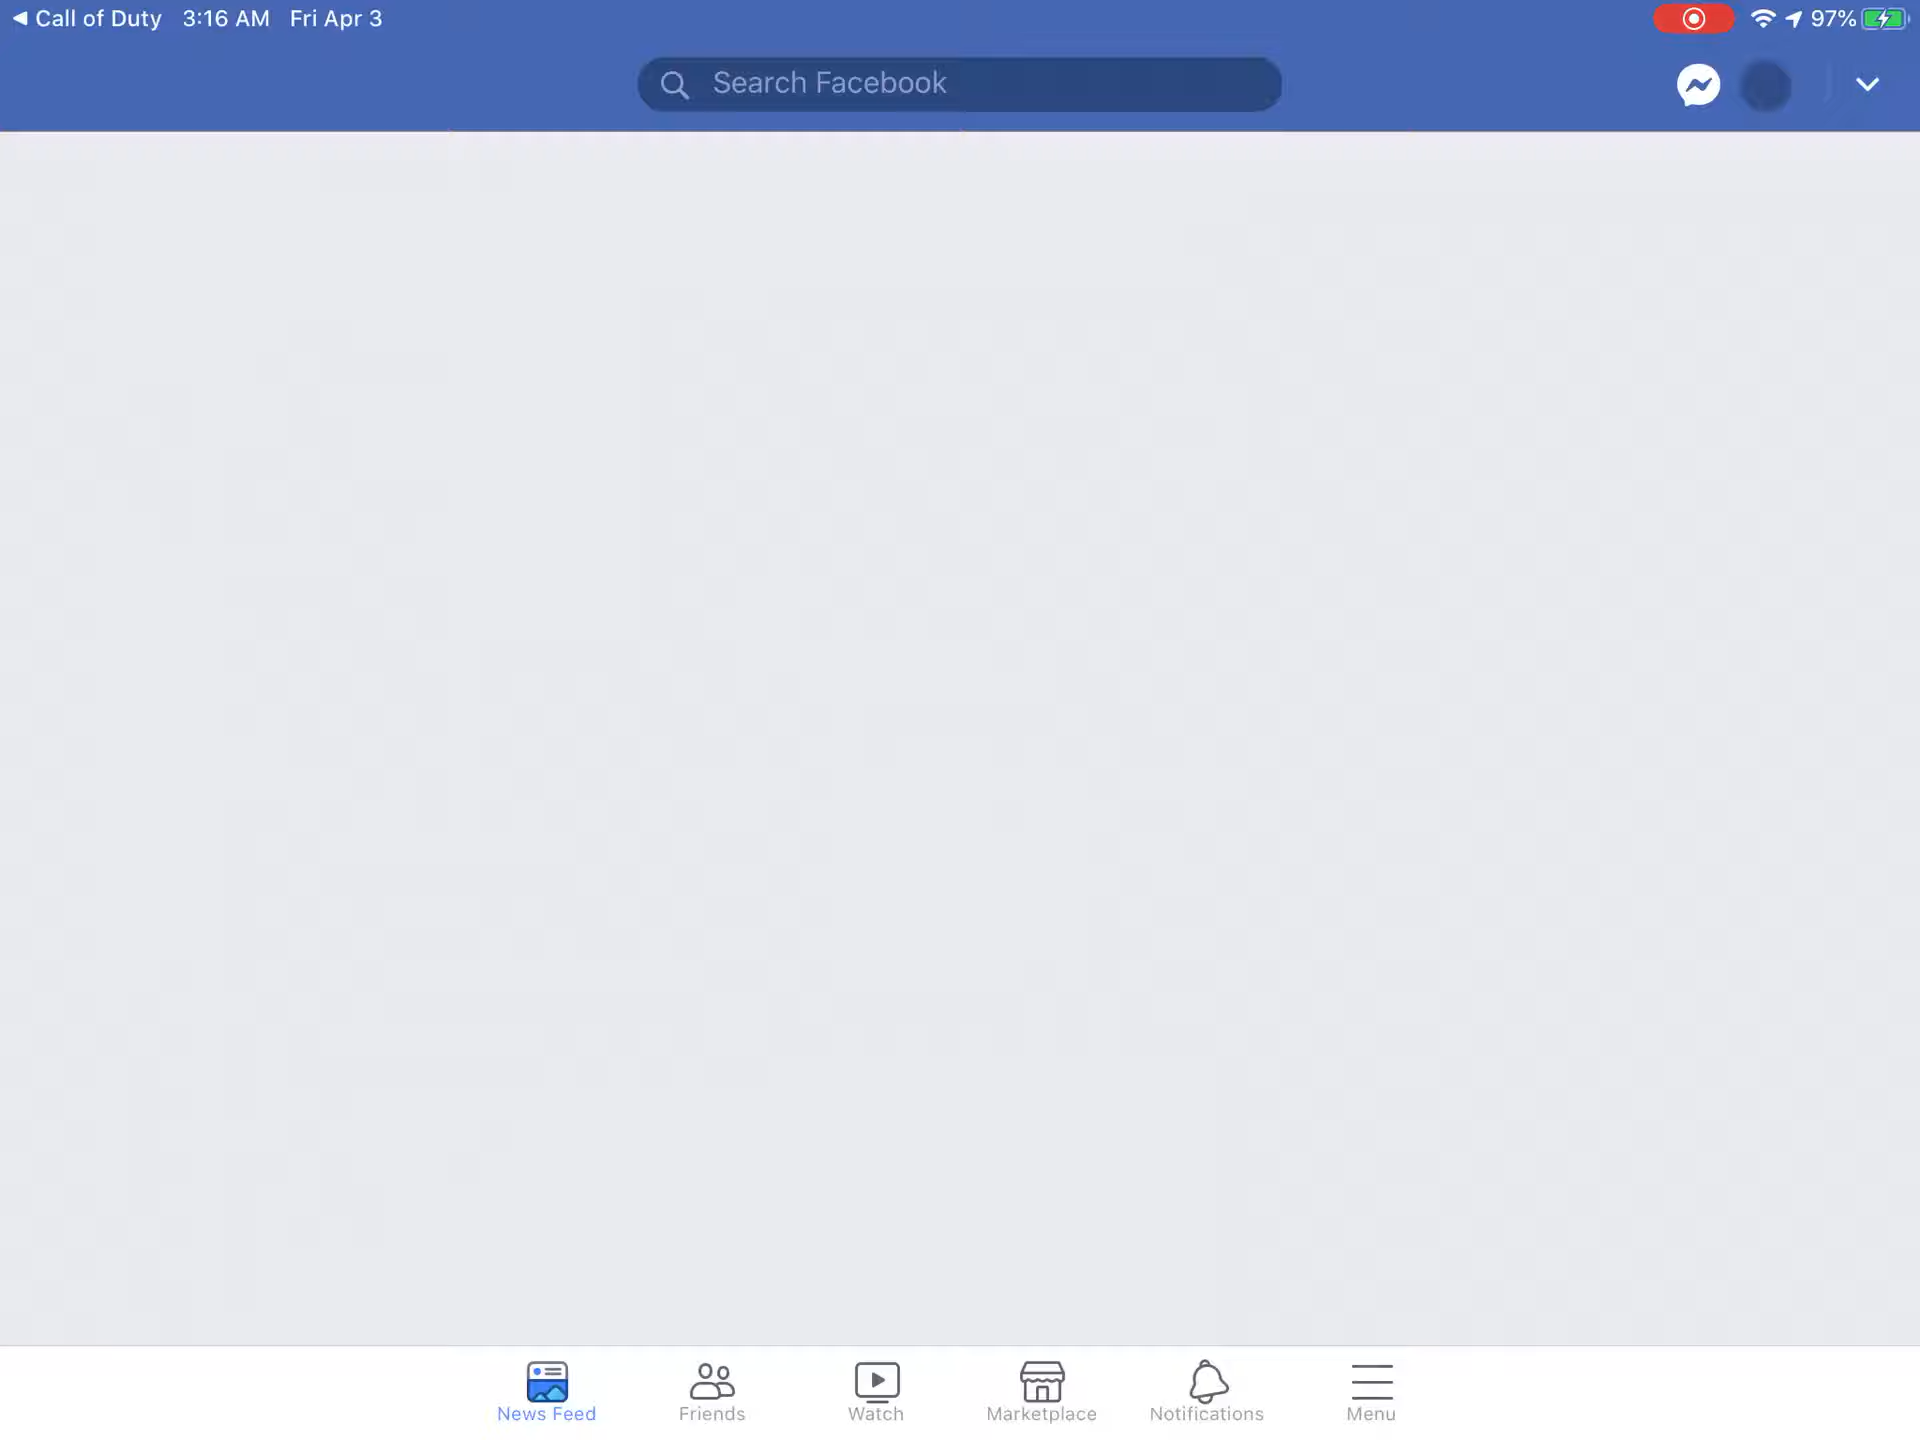 Call of Duty 3:16 AM Fri Apr 3 97%
Search Facebook
News Feed Friends Watch Marketplace Notifications Menu